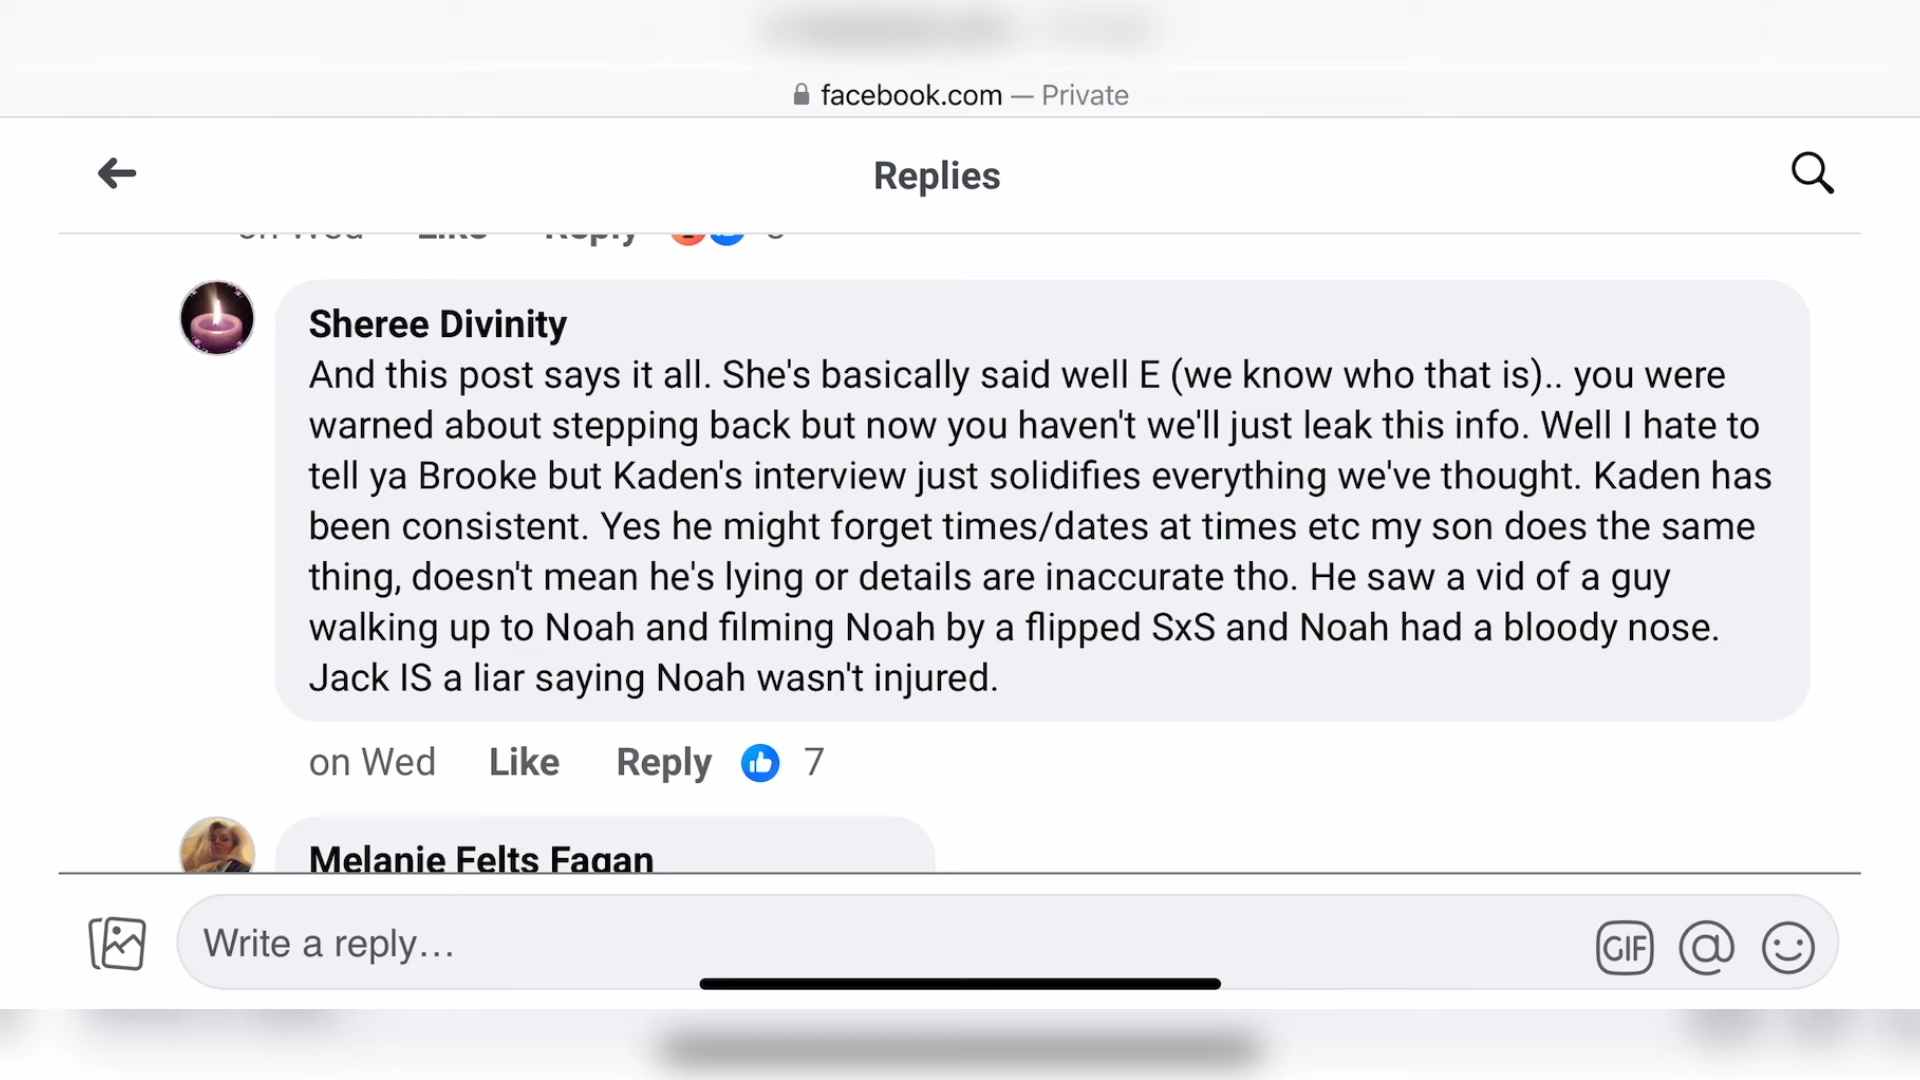 facebook.com — Private
Replies
on Wed Like Reply
Sheree Divinity
And this post says it all. She's basically said well E (we know who that is).. you were
warned about stepping back but now you haven't we'll just leak this info. Well I hate to
tell ya Brooke but Kaden's interview just solidifies everything we've thought. Kaden has
been consistent. Yes he might forget times/dates at times etc my son does the same
thing, doesn't mean he's lying or details are inaccurate tho. He saw a vid of a guy
walking up to Noah and filming Noah by a flipped SxS and Noah had a bloody nose.
Jack IS a liar saying Noah wasn't injured.
on Wed Like Reply 7
Melanie Felts Fagan
Write a reply...
GIF